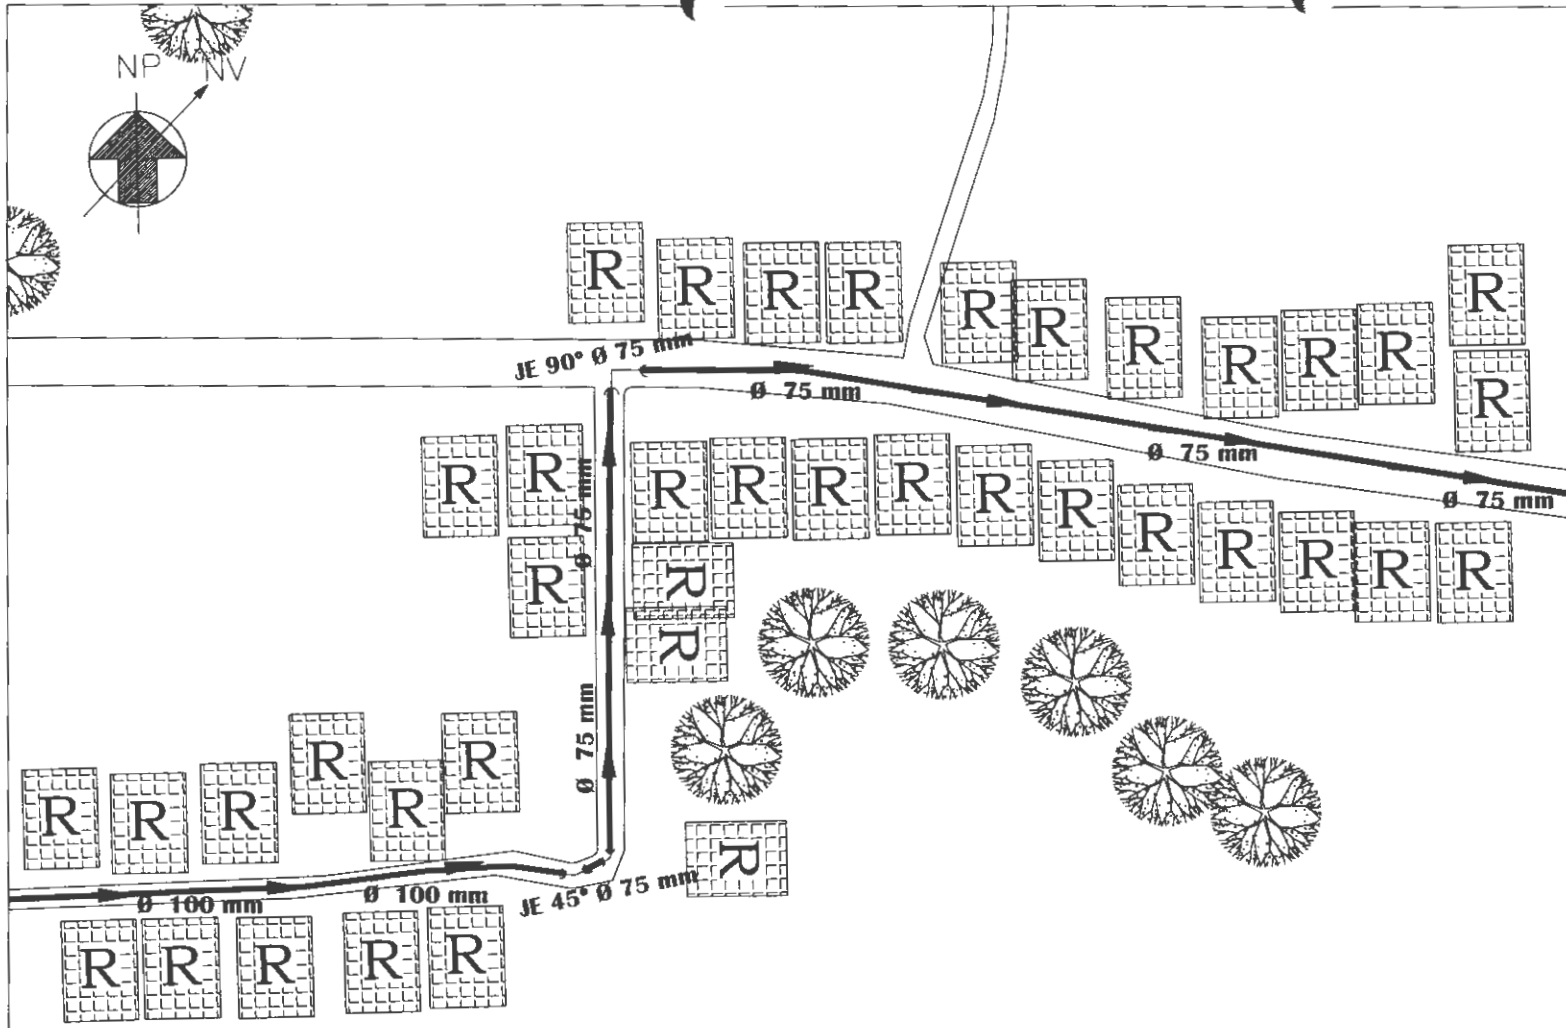 NP NV
R R R R R R R R R R R
JE 90° Ø 75 mm
Ø 75 mm
R
Ø 75 mm
Ø 75 mm
R R R R R R R R R R R R R
Ø 75 mm
R R R
Ø 75 mm
R R R R R R
R
JE 45° Ø 75 mm
Ø 100 mm
Ø 100 mm
R R R R R